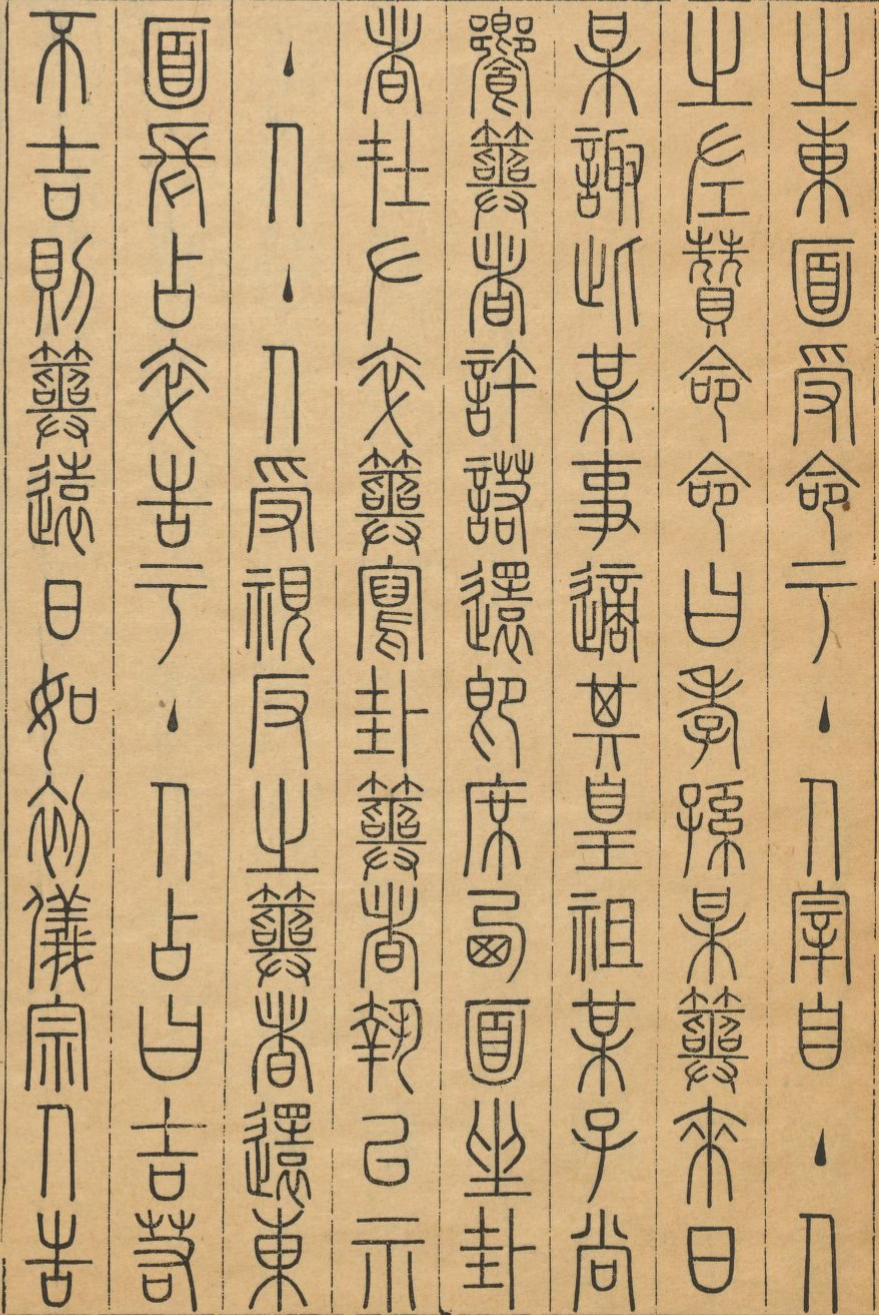 之東面受命于主人宰自主人
之左贊命命曰孝孫某筮來日
某諏此某事適其皇祖某子尚
饗筮者許諾還即席西面坐卦
者在左卒筮寫卦筮者執以示
主人主人受視反之筮者還東
面長占卒告于主人占曰吉若
不吉則筮遠日如初儀宗人告